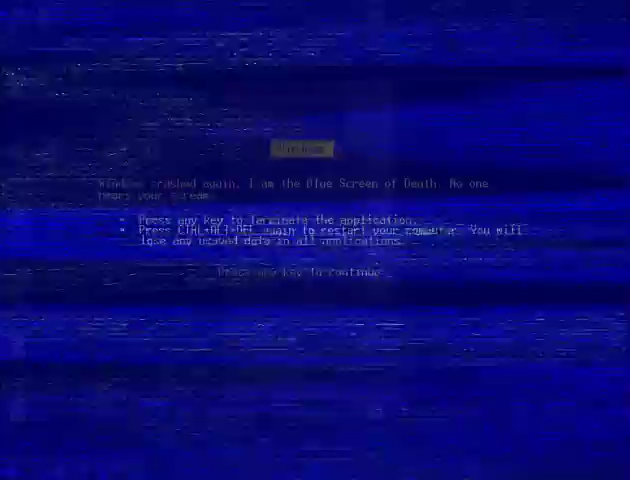 Windows
Windows crashed again. I am the Blue Screen of Death. No one
hears your scream.
* Press any key to terminate the application.
* Press CTRL+ALT+DEL again to restart your computer. You will
lose any unsaved data in all applications.
Press any key to continue